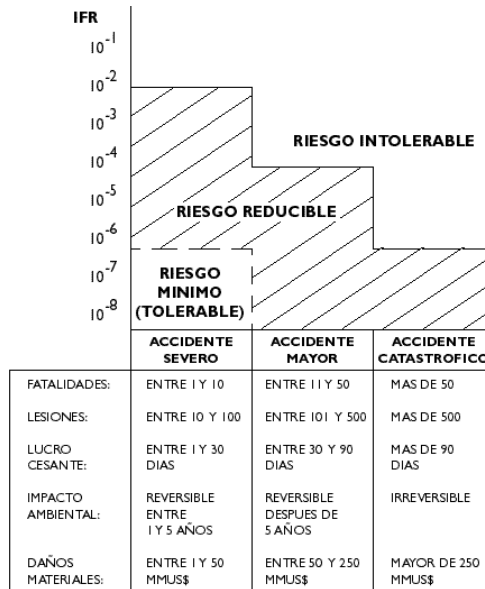 IFR
10⁻¹
10⁻²
10⁻³
10⁻⁴
10⁻⁵
10⁻⁶
10⁻⁷
10⁻⁸
RIESGO INTOLERABLE
RIESGO REDUCIBLE
RIESGO
MINIMO
(TOLERABLE)
ACCIDENTE SEVERO
ACCIDENTE MAYOR
ACCIDENTE CATASTROFICO
FATALIDADES: ENTRE 1 Y 10 ENTRE 11 Y 50 MAS DE 50
LESIONES: ENTRE 10 Y 100 ENTRE 101 Y 500 MAS DE 500
LUCRO ENTRE 1 Y 30 ENTRE 30 Y 90 MAS DE 90
CESANTE: DIAS DIAS DIAS
IMPACTO REVERSIBLE REVERSIBLE IRREVERSIBLE
AMBIENTAL: ENTRE DESPUES DE
1 Y 5 AÑOS 5 AÑOS
DAÑOS ENTRE 1 Y 50 ENTRE 50 Y 250 MAYOR DE 250
MATERIALES: MMUS$ MMUS$ MMUS$